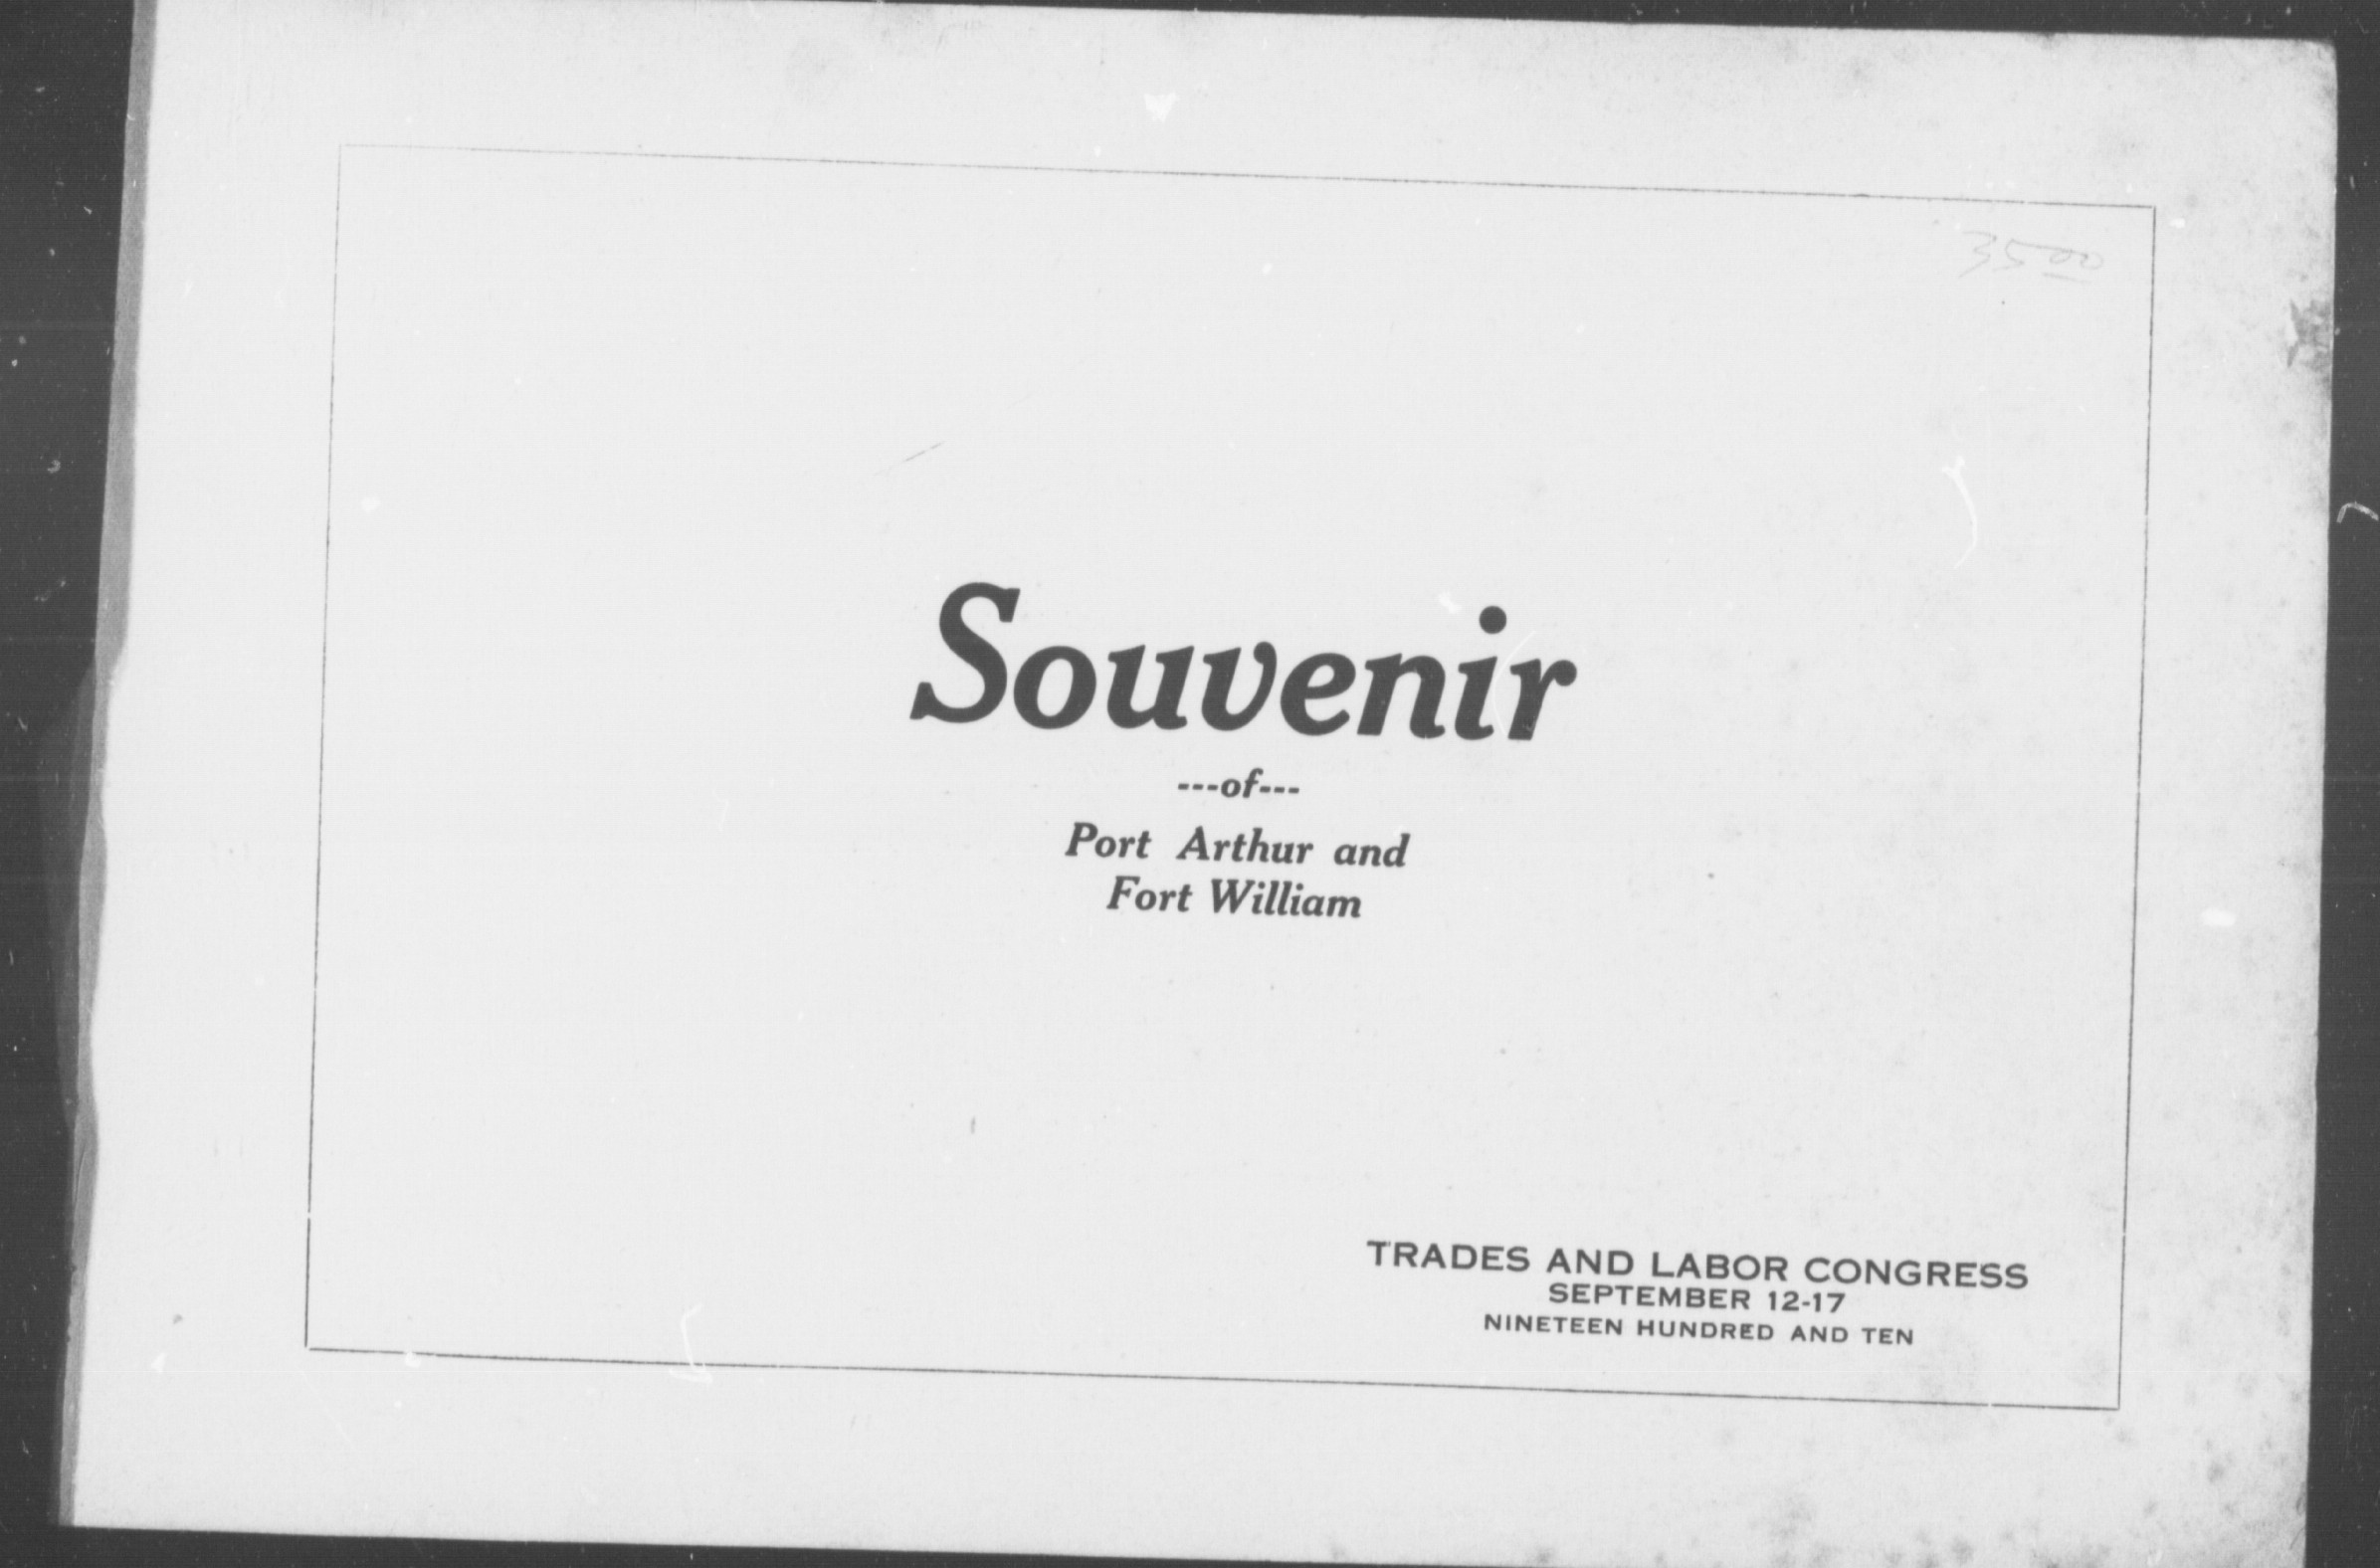 35 00
Souvenir
---of---
Port Arthur and
Fort William
TRADES AND LABOR CONGRESS
SEPTEMBER 12-17
NINETEEN HUNDRED AND TEN